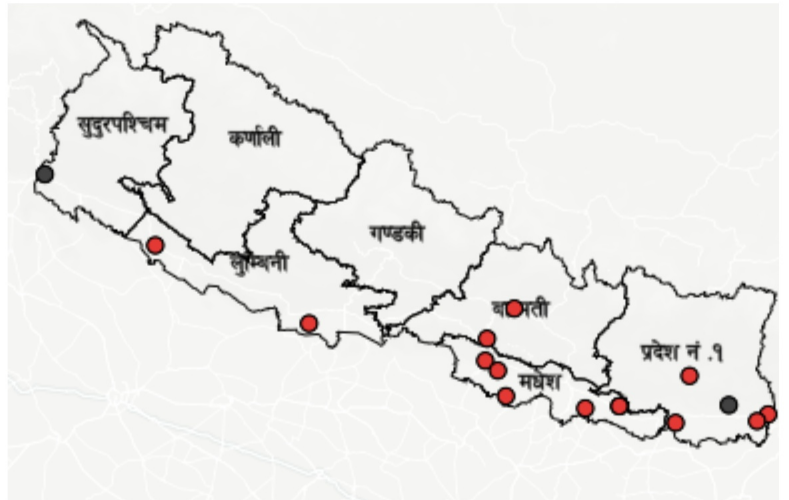 सुदुरपश्चिम
कर्णाली
गण्डकी
लुम्बिनी
प्रदेश नं .१
मधेश